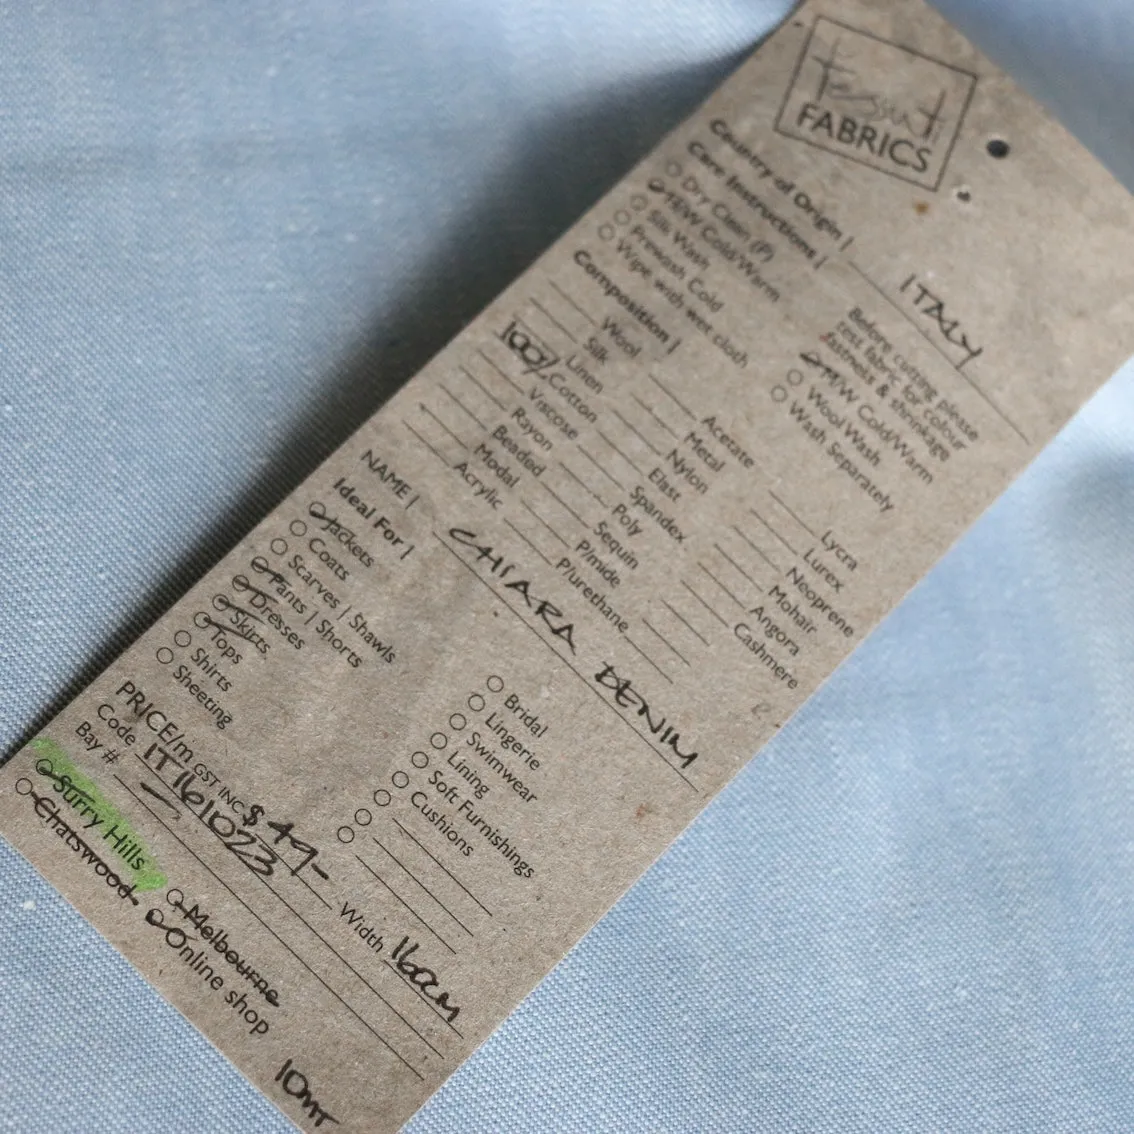 Tessuti
FABRICS
Country of Origin | ITALY
Care Instructions |
Dry Clean (P)
H/W Cold/Warm
Silk Wash
Prewash Cold
Wipe with wet cloth
Before cutting please
test fabric for colour
fastness & shrinkage
M/W Cold/Warm
Wool Wash
Wash Separately
Composition |
Wool
Silk
Linen
100% Cotton
Viscose
Rayon
Beaded
Modal
Acrylic
Acetate
Metal
Nylon
Elast
Spandex
Poly
Sequin
P/mide
P/urethane
Lycra
Lurex
Neoprene
Mohair
Angora
Cashmere
NAME | CHIARA DENIM
Ideal For |
Jackets
Coats
Scarves | Shawls
Pants | Shorts
Dresses
Skirts
Tops
Shirts
Sheeting
Bridal
Lingerie
Swimwear
Lining
Soft Furnishings
Cushions
PRICE/m GST INC $49- Width 160cm
Code IT161023
Bay #
Surry Hills
Chatswood
Melbourne
Online shop
10mt